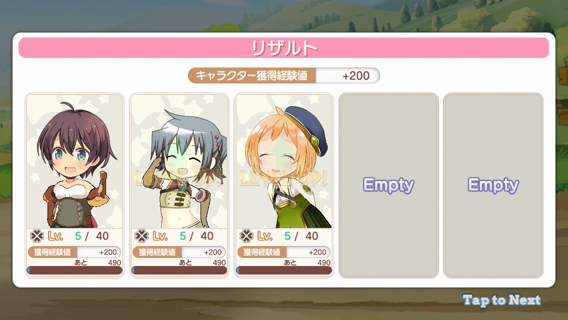 リザルト
キャラクター獲得経験値 +200
Lv. 5 / 40
獲得経験値 +200
あと 490
Lv. 5 / 40
獲得経験値 +200
あと 490
Lv. 5 / 40
獲得経験値 +200
あと 490
Empty
Empty
Tap to Next